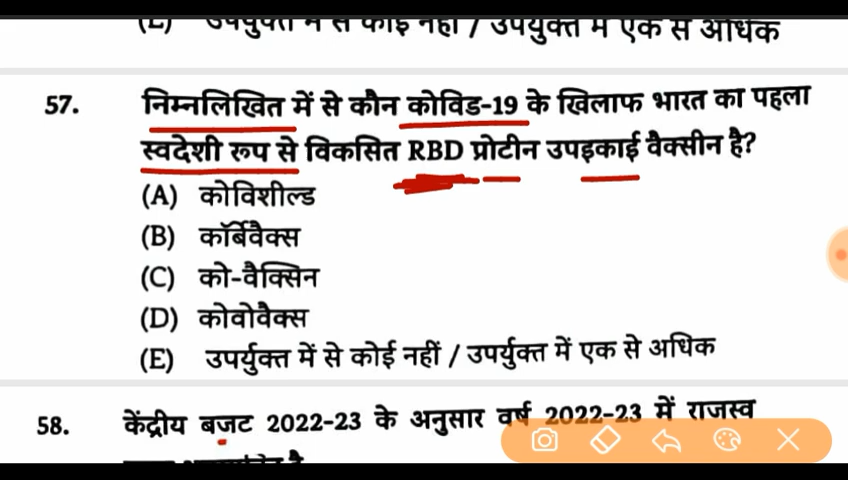 (E) उपर्युक्त में से कोई नहीं / उपर्युक्त में एक से अधिक
57. निम्नलिखित में से कौन कोविड-19 के खिलाफ भारत का पहला
स्वदेशी रूप से विकसित RBD प्रोटीन उपइकाई वैक्सीन है?
(A) कोविशील्ड
(B) कॉर्बेवैक्स
(C) को-वैक्सिन
(D) कोवोवैक्स
(E) उपर्युक्त में से कोई नहीं / उपर्युक्त में एक से अधिक
58. केंद्रीय बजट 2022-23 के अनुसार वर्ष 2022-23 में राजस्व